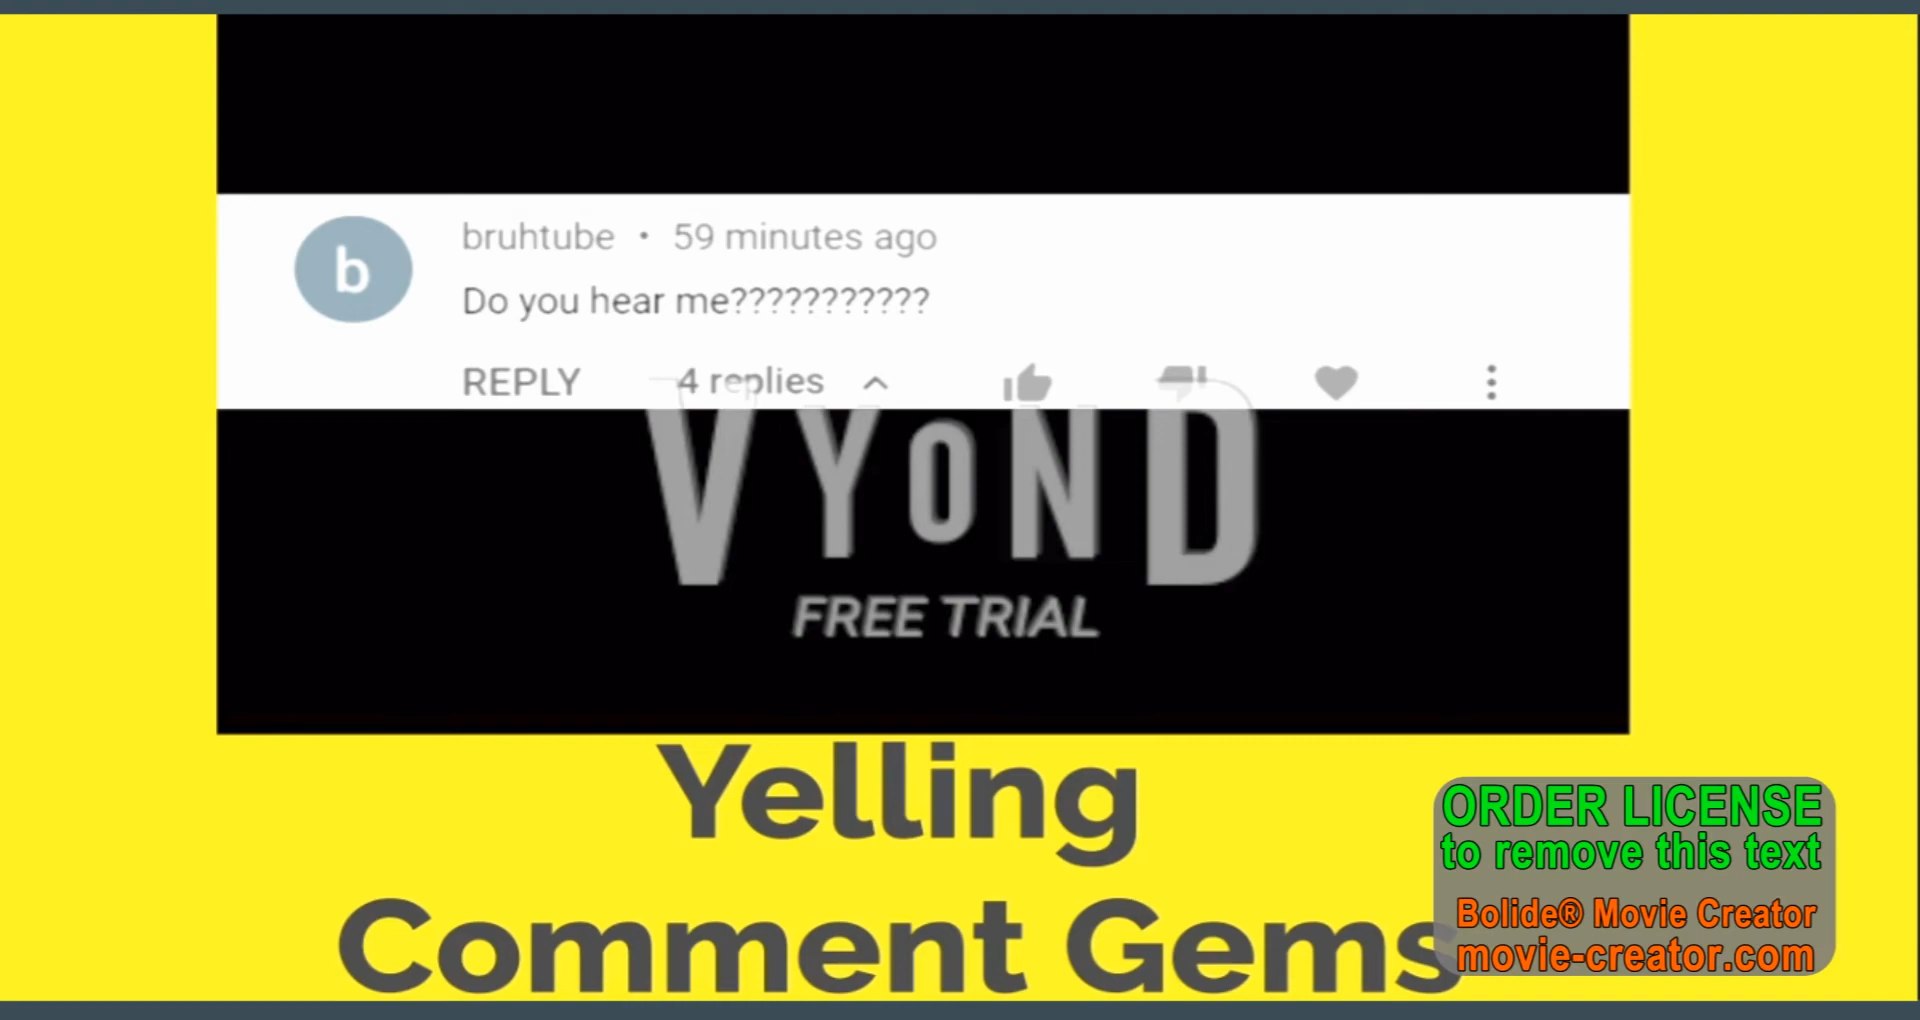 b
bruhtube • 59 minutes ago
Do you hear me???????????
REPLY 4 replies
VYOND
FREE TRIAL
Yelling
Comment Gems
ORDER LICENSE
to remove this text
Bolide® Movie Creator
movie-creator.com